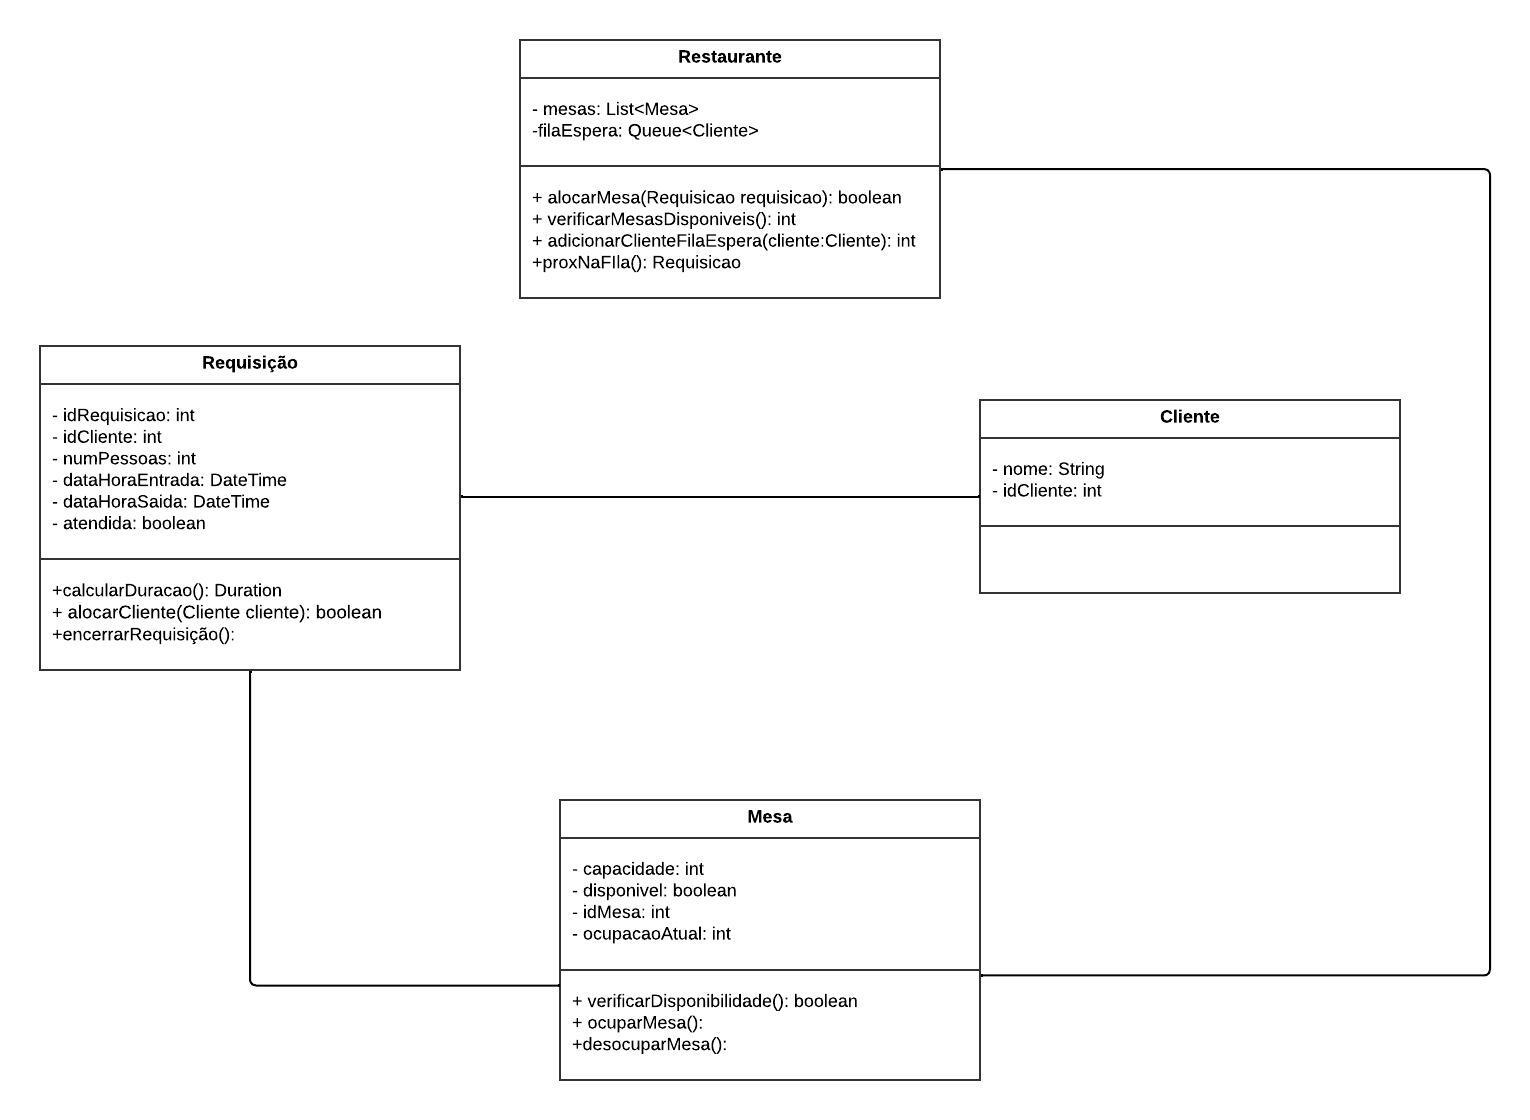 Restaurante
- mesas: List<Mesa>
-filaEspera: Queue<Cliente>
+ alocarMesa(Requisicao requisicao): boolean
+ verificarMesasDisponiveis(): int
+ adicionarClienteFilaEspera(cliente:Cliente): int
+proxNaFIla(): Requisicao
Requisição
- idRequisicao: int
- idCliente: int
- numPessoas: int
- dataHoraEntrada: DateTime
- dataHoraSaida: DateTime
- atendida: boolean
+calcularDuracao(): Duration
+ alocarCliente(Cliente cliente): boolean
+encerrarRequisição():
Cliente
- nome: String
- idCliente: int
Mesa
- capacidade: int
- disponivel: boolean
- idMesa: int
- ocupacaoAtual: int
+ verificarDisponibilidade(): boolean
+ ocuparMesa():
+desocuparMesa():